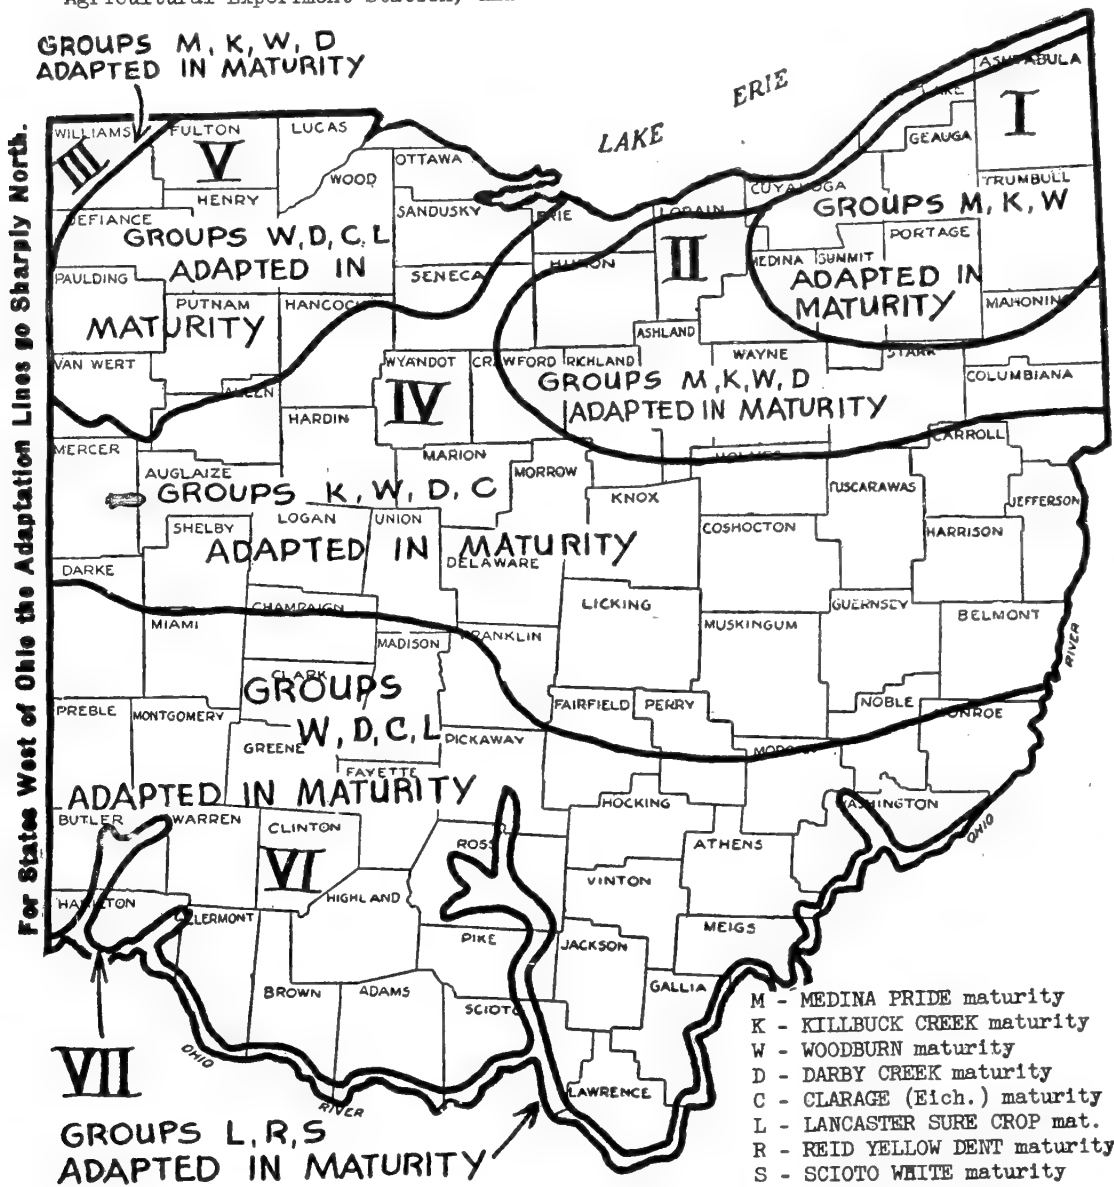 GROUPS M, K, W, D
ADAPTED IN MATURITY
For States West of Ohio the Adaptation Lines go Sharply North.
LAKE ERIE
ASHTABULA
I
LAKE
GEAUGA
WILLIAMS
FULTON
LUCAS
III
V
OTTAWA
WOOD
TRUMBULL
CUYAHOGA
HENRY
GROUPS M, K, W
SANDUSKY
ERIE
LORAIN
DEFIANCE
GROUPS W, D, C, L
PORTAGE
II
ADAPTED IN
SENECA
HURON
MEDINA
SUMMIT
PAULDING
ADAPTED IN
PUTNAM
HANCOCK
MATURITY
MAHONING
MATURITY
ASHLAND
VAN WERT
WYANDOT
CRAWFORD
RICHLAND
WAYNE
STARK
COLUMBIANA
GROUPS M, K, W, D
ALLEN
IV
ADAPTED IN MATURITY
HARDIN
CARROLL
MERCER
MARION
HOLMES
AUGLAIZE
MORROW
GROUPS K, W, D, C
KNOX
TUSCARAWAS
JEFFERSON
SHELBY
LOGAN
UNION
COSHOCTON
HARRISON
ADAPTED IN MATURITY
DELAWARE
DARKE
CHAMPAIGN
LICKING
GUERNSEY
BELMONT
MIAMI
MADISON
FRANKLIN
MUSKINGUM
RIVER
CLARK
GROUPS
PREBLE
MONTGOMERY
FAIRFIELD
PERRY
NOBLE
MONROE
W, D, C, L
GREENE
PICKAWAY
MORGAN
FAYETTE
ADAPTED IN MATURITY
HOCKING
WASHINGTON
BUTLER
WARREN
CLINTON
OHIO
ROSS
ATHENS
VI
VINTON
HAMILTON
HIGHLAND
CLERMONT
MEIGS
PIKE
JACKSON
BROWN
ADAMS
GALLIA
SCIOTO
OHIO
VII
LAWRENCE
RIVER
GROUPS L, R, S
ADAPTED IN MATURITY
M - MEDINA PRIDE maturity
K - KILLBUCK CREEK maturity
W - WOODBURN maturity
D - DARBY CREEK maturity
C - CLARAGE (Eich.) maturity
L - LANCASTER SURE CROP mat.
R - REID YELLOW DENT maturity
S - SCIOTO WHITE maturity